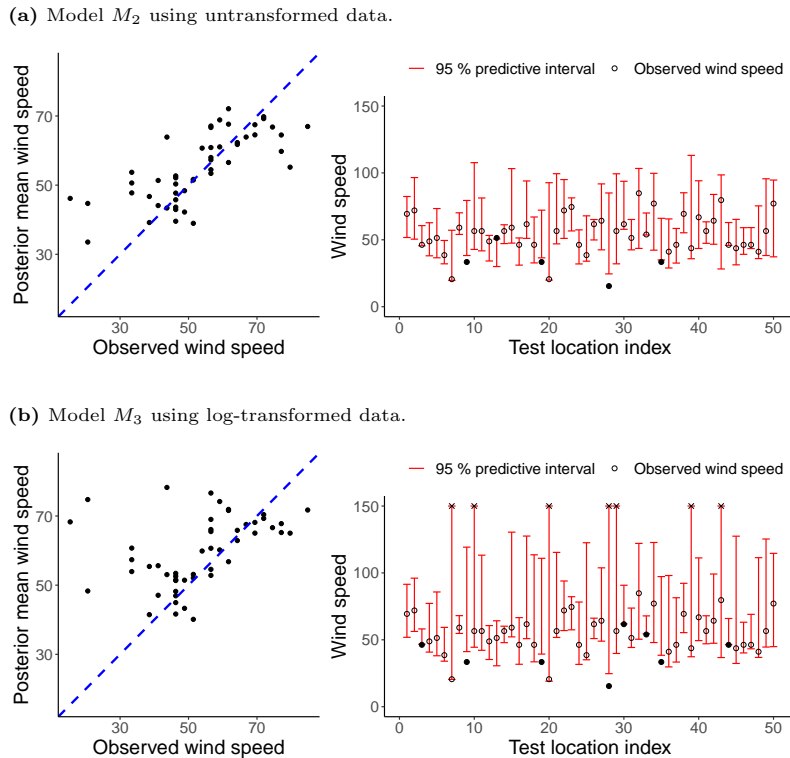 (a) Model M₂ using untransformed data.
Posterior mean wind speed
70
50
30
30 50 70
Observed wind speed
95 % predictive interval Observed wind speed
Wind speed
150
100
50
0
0 10 20 30 40 50
Test location index
(b) Model M₃ using log-transformed data.
Posterior mean wind speed
70
50
30
30 50 70
Observed wind speed
95 % predictive interval Observed wind speed
Wind speed
150
100
50
0
0 10 20 30 40 50
Test location index